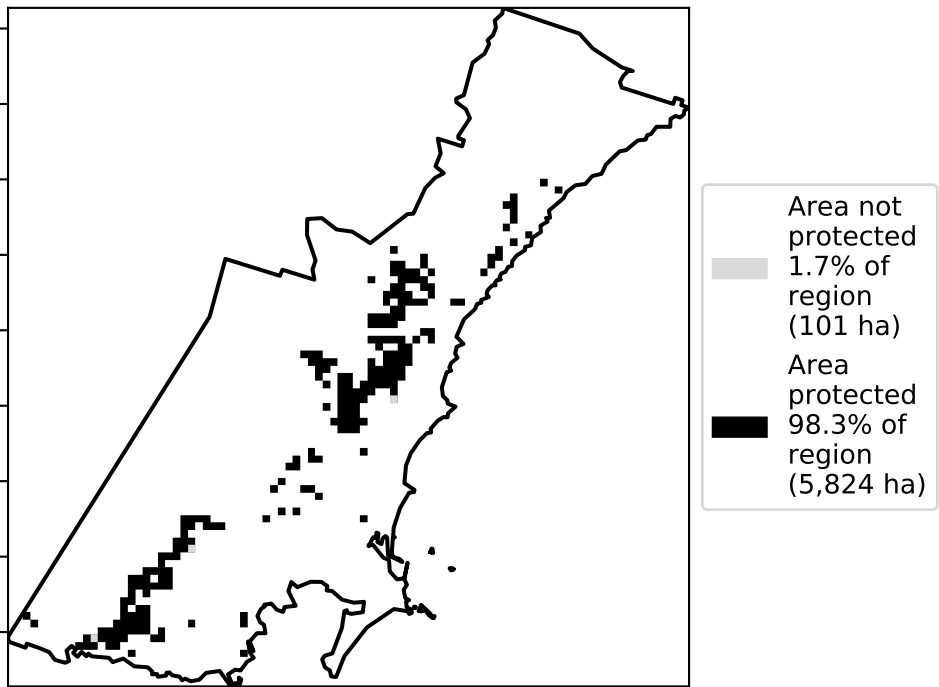 Area not
protected
1.7% of
region
(101 ha)
Area
protected
98.3% of
region
(5,824 ha)